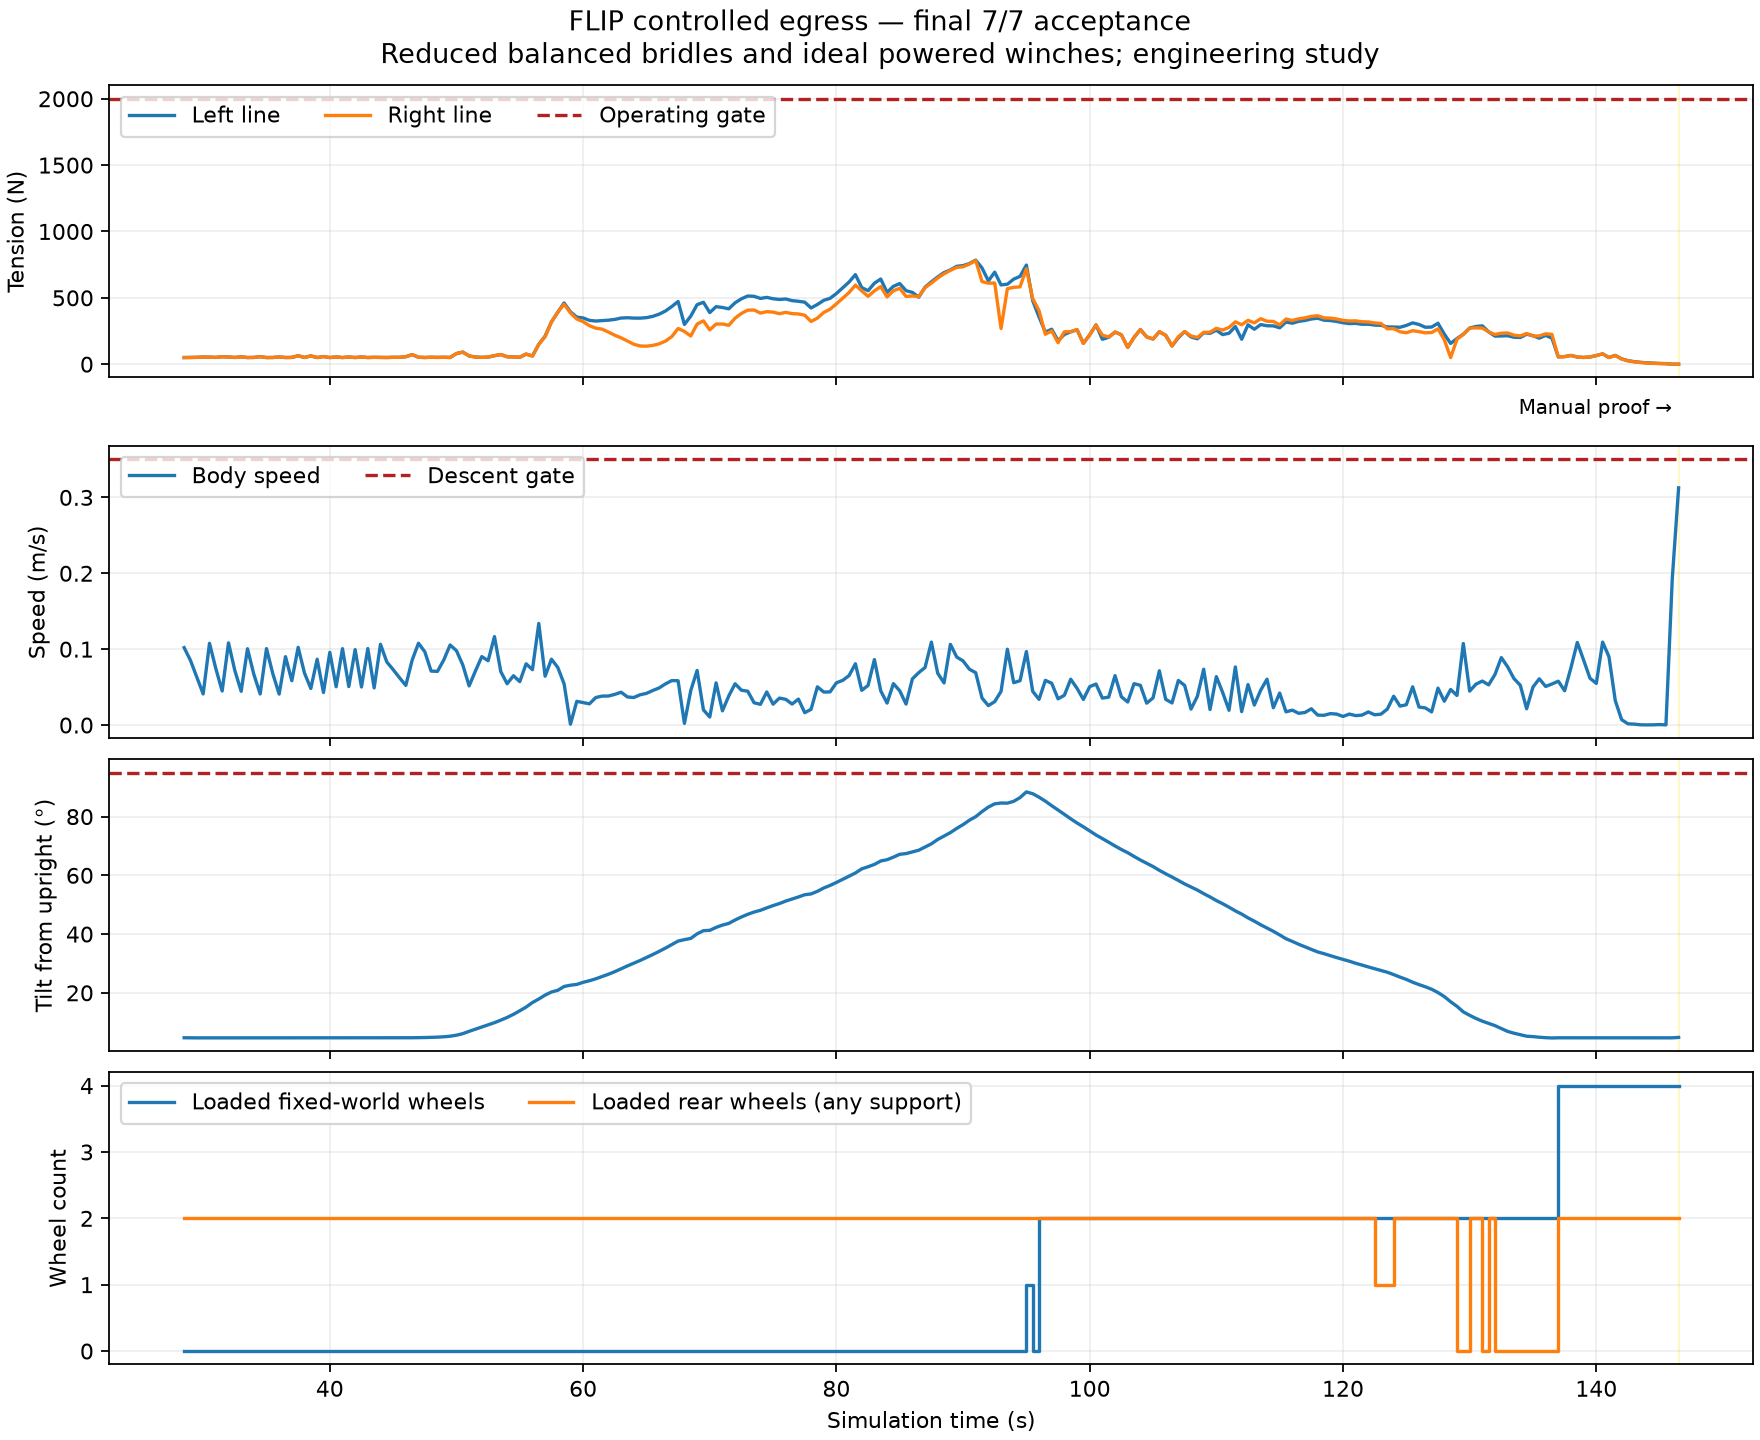 FLIP controlled egress — final 7/7 acceptance
Reduced balanced bridles and ideal powered winches; engineering study
Left line
Right line
Operating gate
Tension (N)
2000
1500
1000
500
0
Manual proof →
Body speed
Descent gate
Speed (m/s)
0.3
0.2
0.1
0.0
Tilt from upright (°)
80
60
40
20
Loaded fixed-world wheels
Loaded rear wheels (any support)
Wheel count
4
3
2
1
0
40
60
80
100
120
140
Simulation time (s)